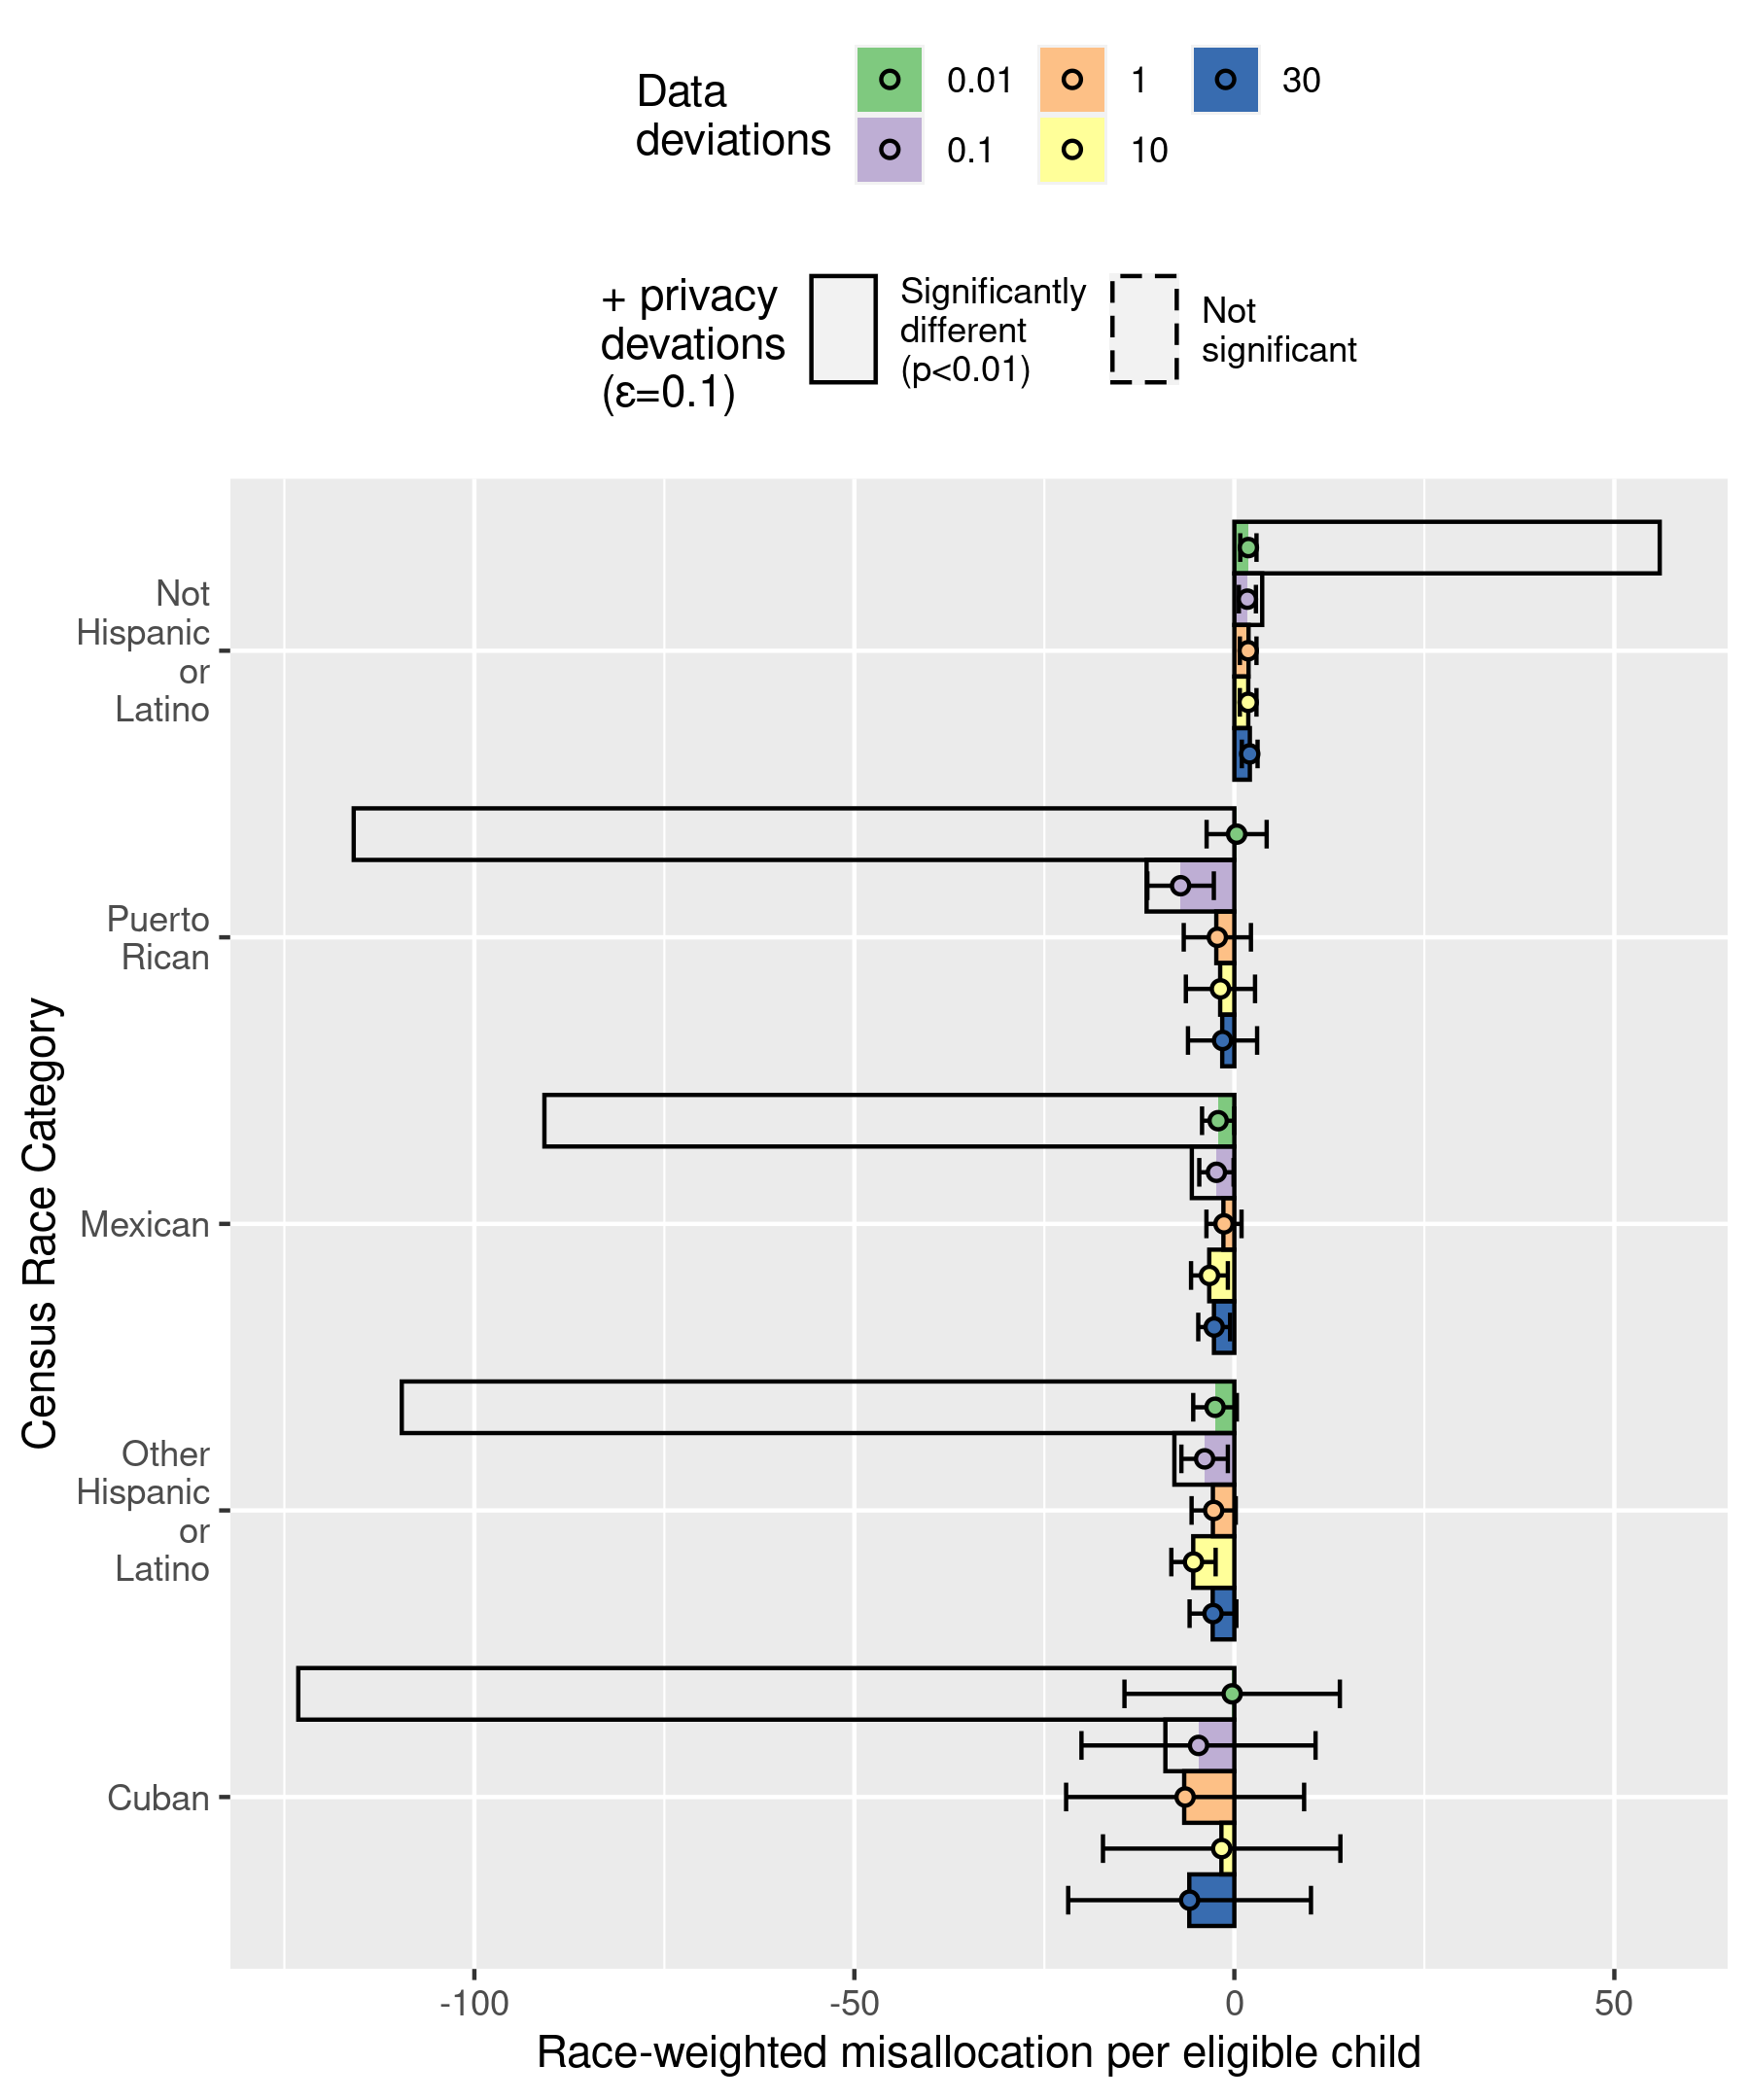 Data
deviations
0.01
1
30
0.1
10
+ privacy
devations
(ε=0.1)
Significantly
different
(p<0.01)
Not
significant
Census Race Category
Not
Hispanic
or
Latino
Puerto
Rican
Mexican
Other
Hispanic
or
Latino
Cuban
-100
-50
0
50
Race-weighted misallocation per eligible child